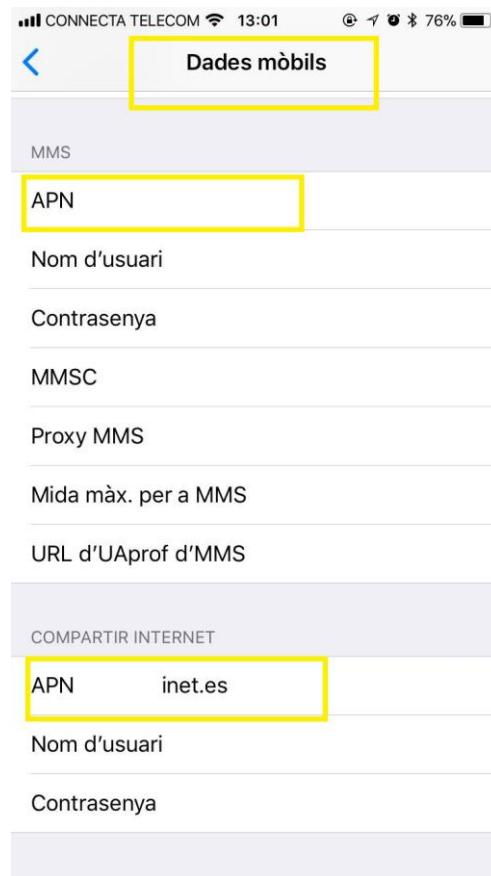 CONNECTA TELECOM 13:01 76%
Dades mòbils
MMS
APN
Nom d’usuari
Contrasenya
MMSC
Proxy MMS
Mida màx. per a MMS
URL d’UAprof d’MMS
COMPARTIR INTERNET
APN inet.es
Nom d’usuari
Contrasenya